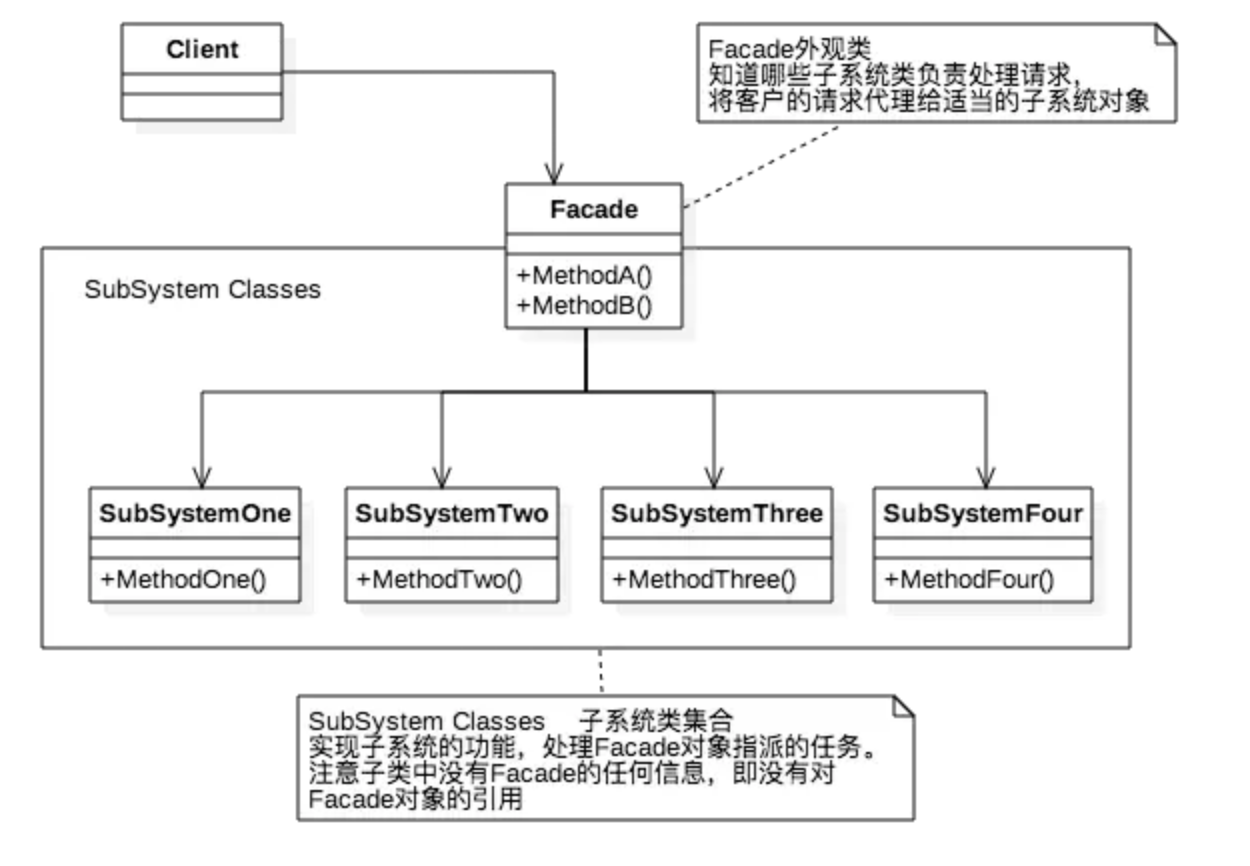 Client
Facade外观类
知道哪些子系统类负责处理请求，
将客户的请求代理给适当的子系统对象
Facade
+MethodA()
+MethodB()
SubSystem Classes
SubSystemOne
+MethodOne()
SubSystemTwo
+MethodTwo()
SubSystemThree
+MethodThree()
SubSystemFour
+MethodFour()
SubSystem Classes 子系统类集合
实现子系统的功能，处理Facade对象指派的任务。
注意子类中没有Facade的任何信息，即没有对
Facade对象的引用